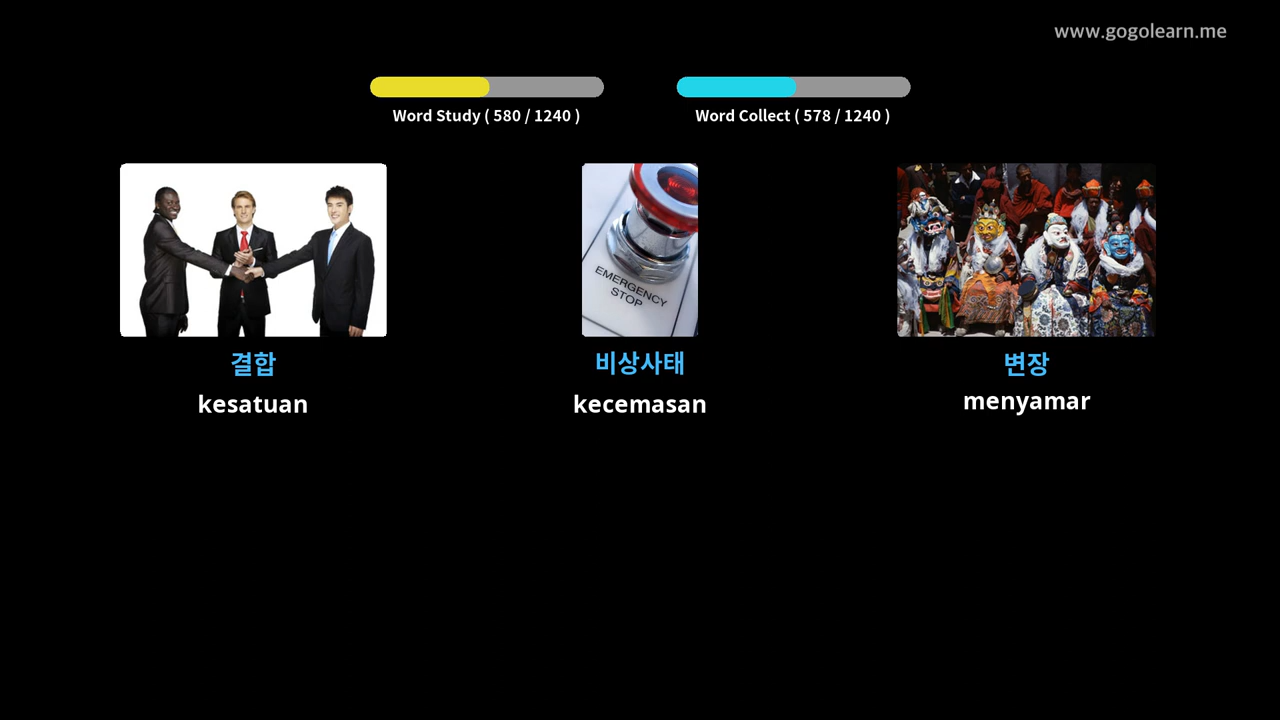 www.gogolearn.me
Word Study ( 580 / 1240 )
Word Collect ( 578 / 1240 )
EMERGENCY
STOP
결합
비상사태
변장
kesatuan
kecemasan
menyamar